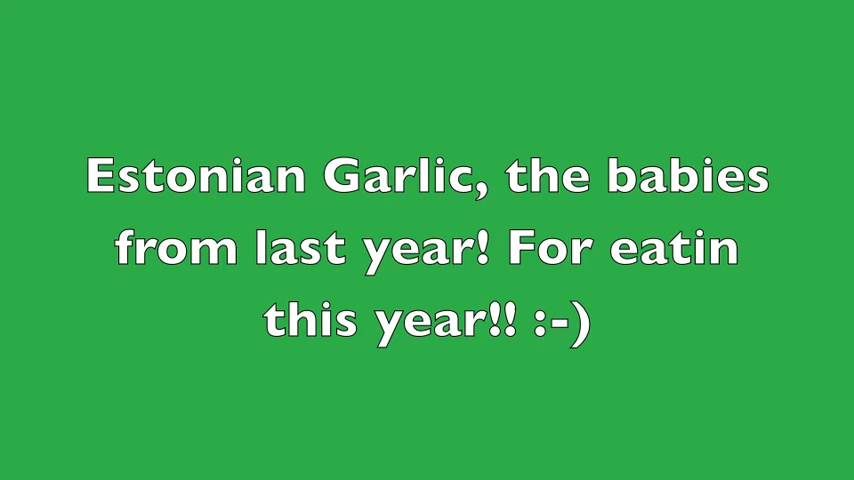 Estonian Garlic, the babies
from last year! For eatin
this year!! :-)